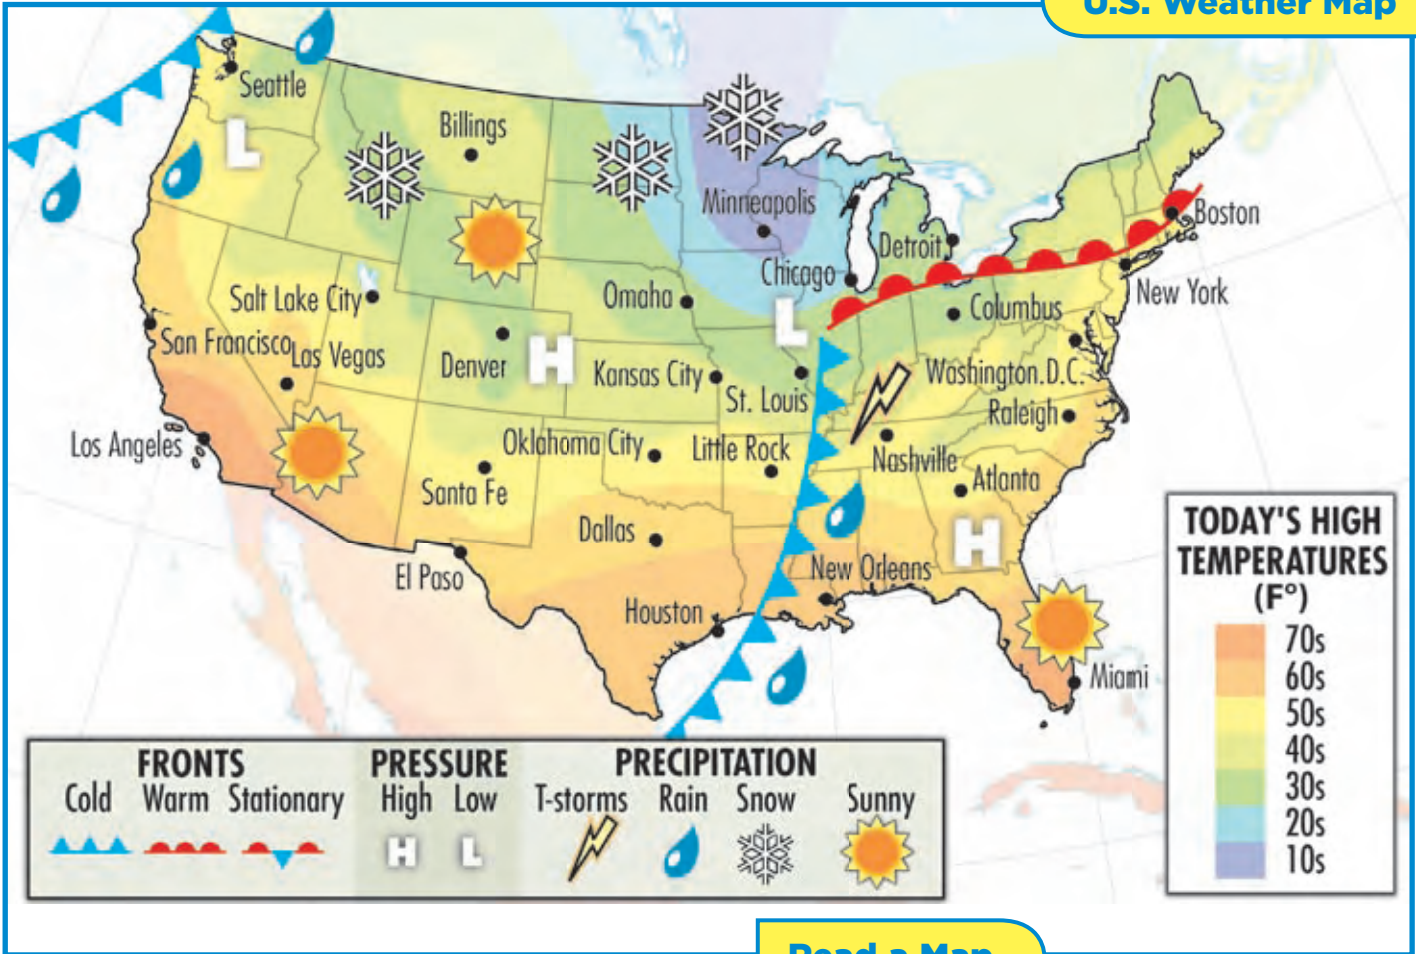 U.S. Weather Map
Seattle
Billings
Minneapolis
Boston
Detroit
Chicago
New York
Salt Lake City
Omaha
Columbus
San Francisco
Las Vegas
Denver
H
L
L
Kansas City
St. Louis
Washington.D.C.
Raleigh
Los Angeles
Oklahoma City
Little Rock
Nashville
Santa Fe
Atlanta
Dallas
H
El Paso
New Orleans
Houston
Miami
TODAY'S HIGH
TEMPERATURES
(F°)
70s
60s
50s
40s
30s
20s
10s
FRONTS
Cold Warm Stationary
PRESSURE
High Low
H L
PRECIPITATION
T-storms Rain Snow Sunny
Read a Map